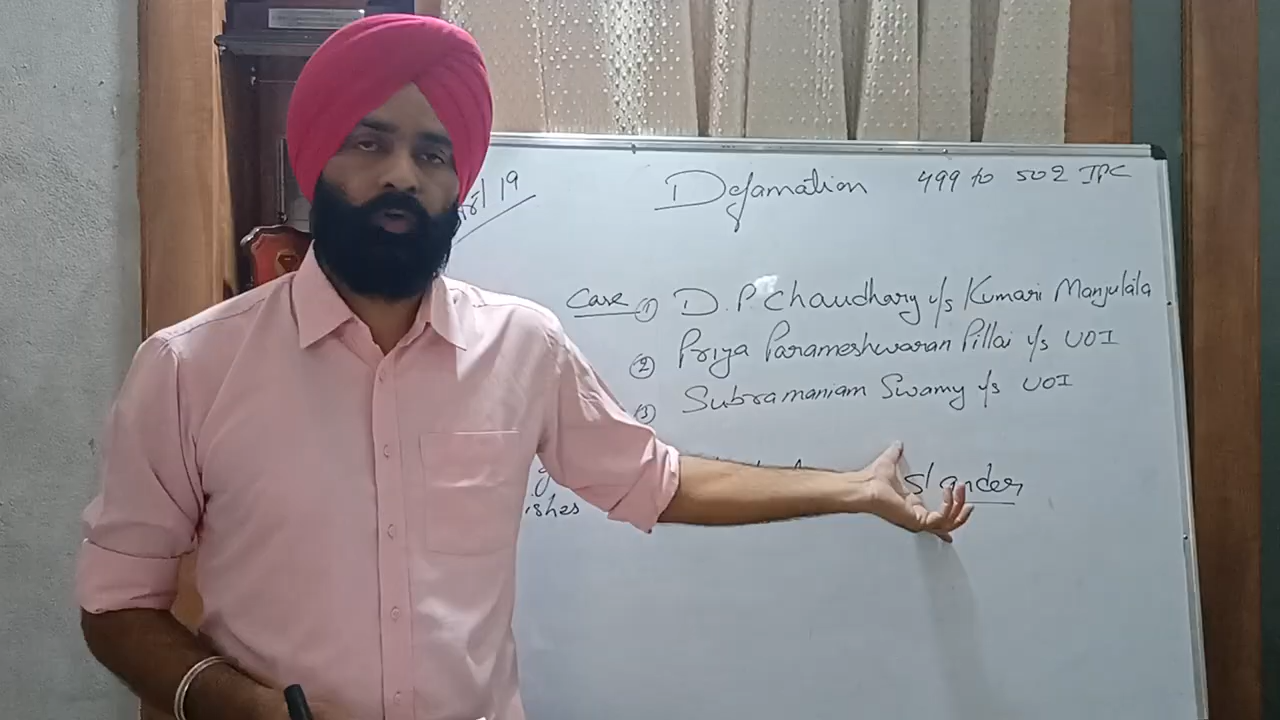 19
Defamation 499 to 502 IPC
Case ① D.P. Chaudhary v/s Kumari Manjulala
② Priya Parameshwaran Pillai v/s UOI
③ Subramaniam Swamy v/s UOI
slander
ishes